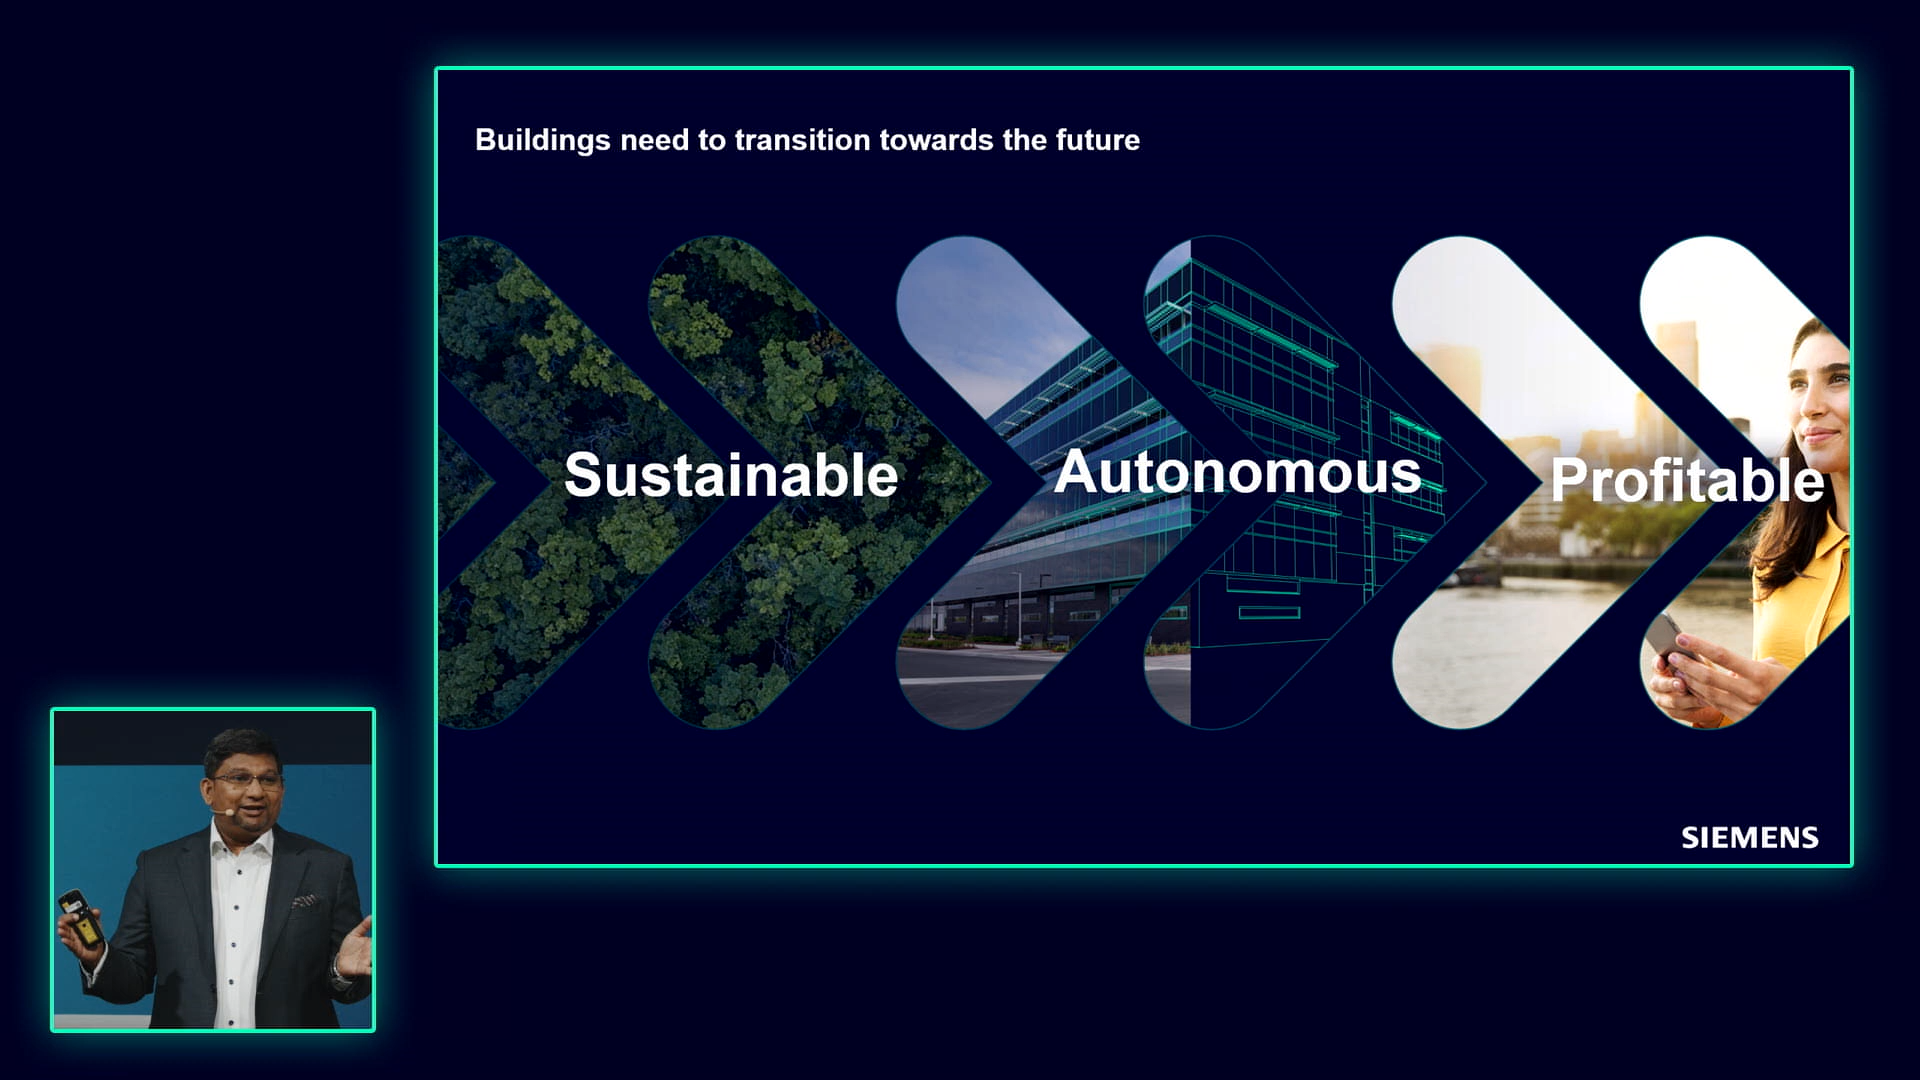 Buildings need to transition towards the future
Sustainable
Autonomous
Profitable
SIEMENS